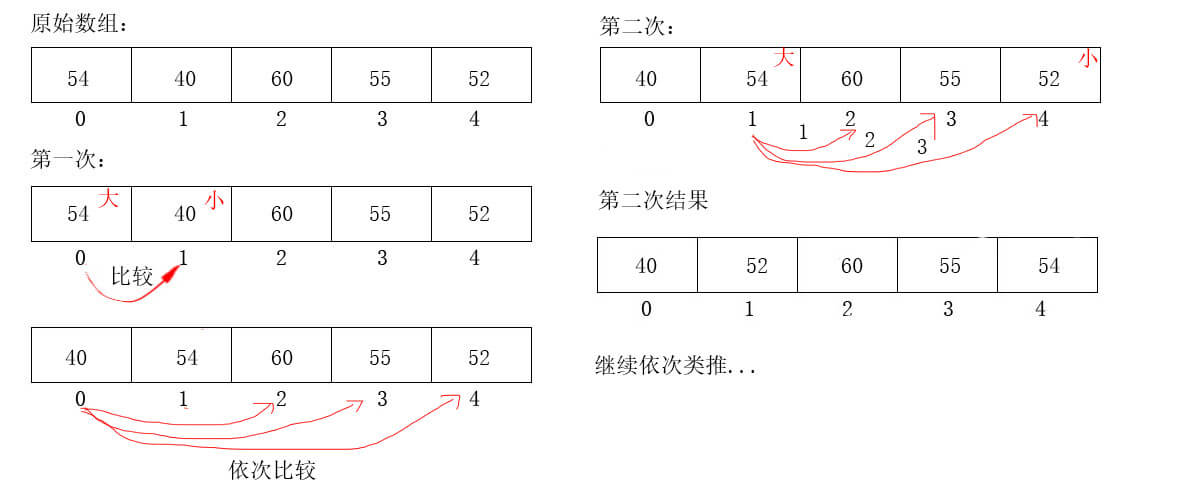 原始数组:
54 40 60 55 52
0 1 2 3 4
第一次:
54 大 40 小 60 55 52
0 1 2 3 4
比较
40 54 60 55 52
0 1 2 3 4
依次比较
第二次:
40 54 大 60 55 52 小
0 1 2 3 4
1 2 3
第二次结果
40 52 60 55 54
0 1 2 3 4
继续依次类推...